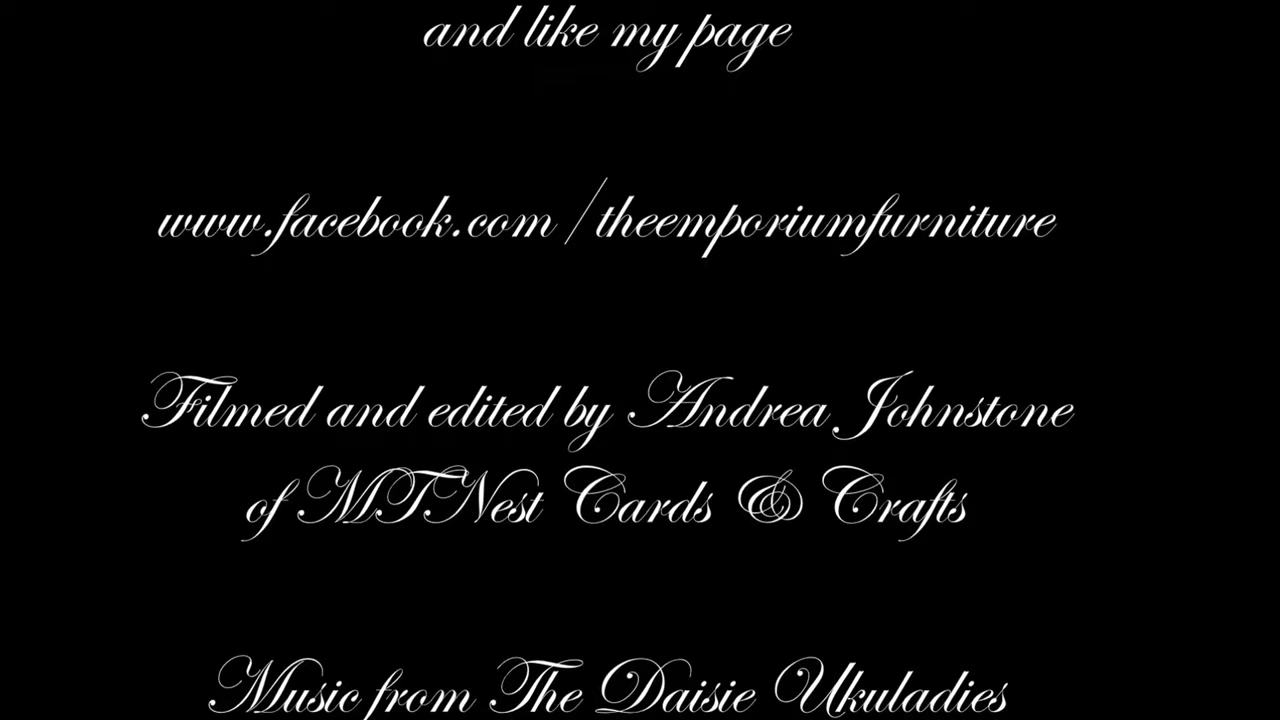 and like my page
www.facebook.com/theemporiumfurniture
Filmed and edited by Andrea Johnstone
of MTNest Cards & Crafts
Music from The Daisie Ukuladies